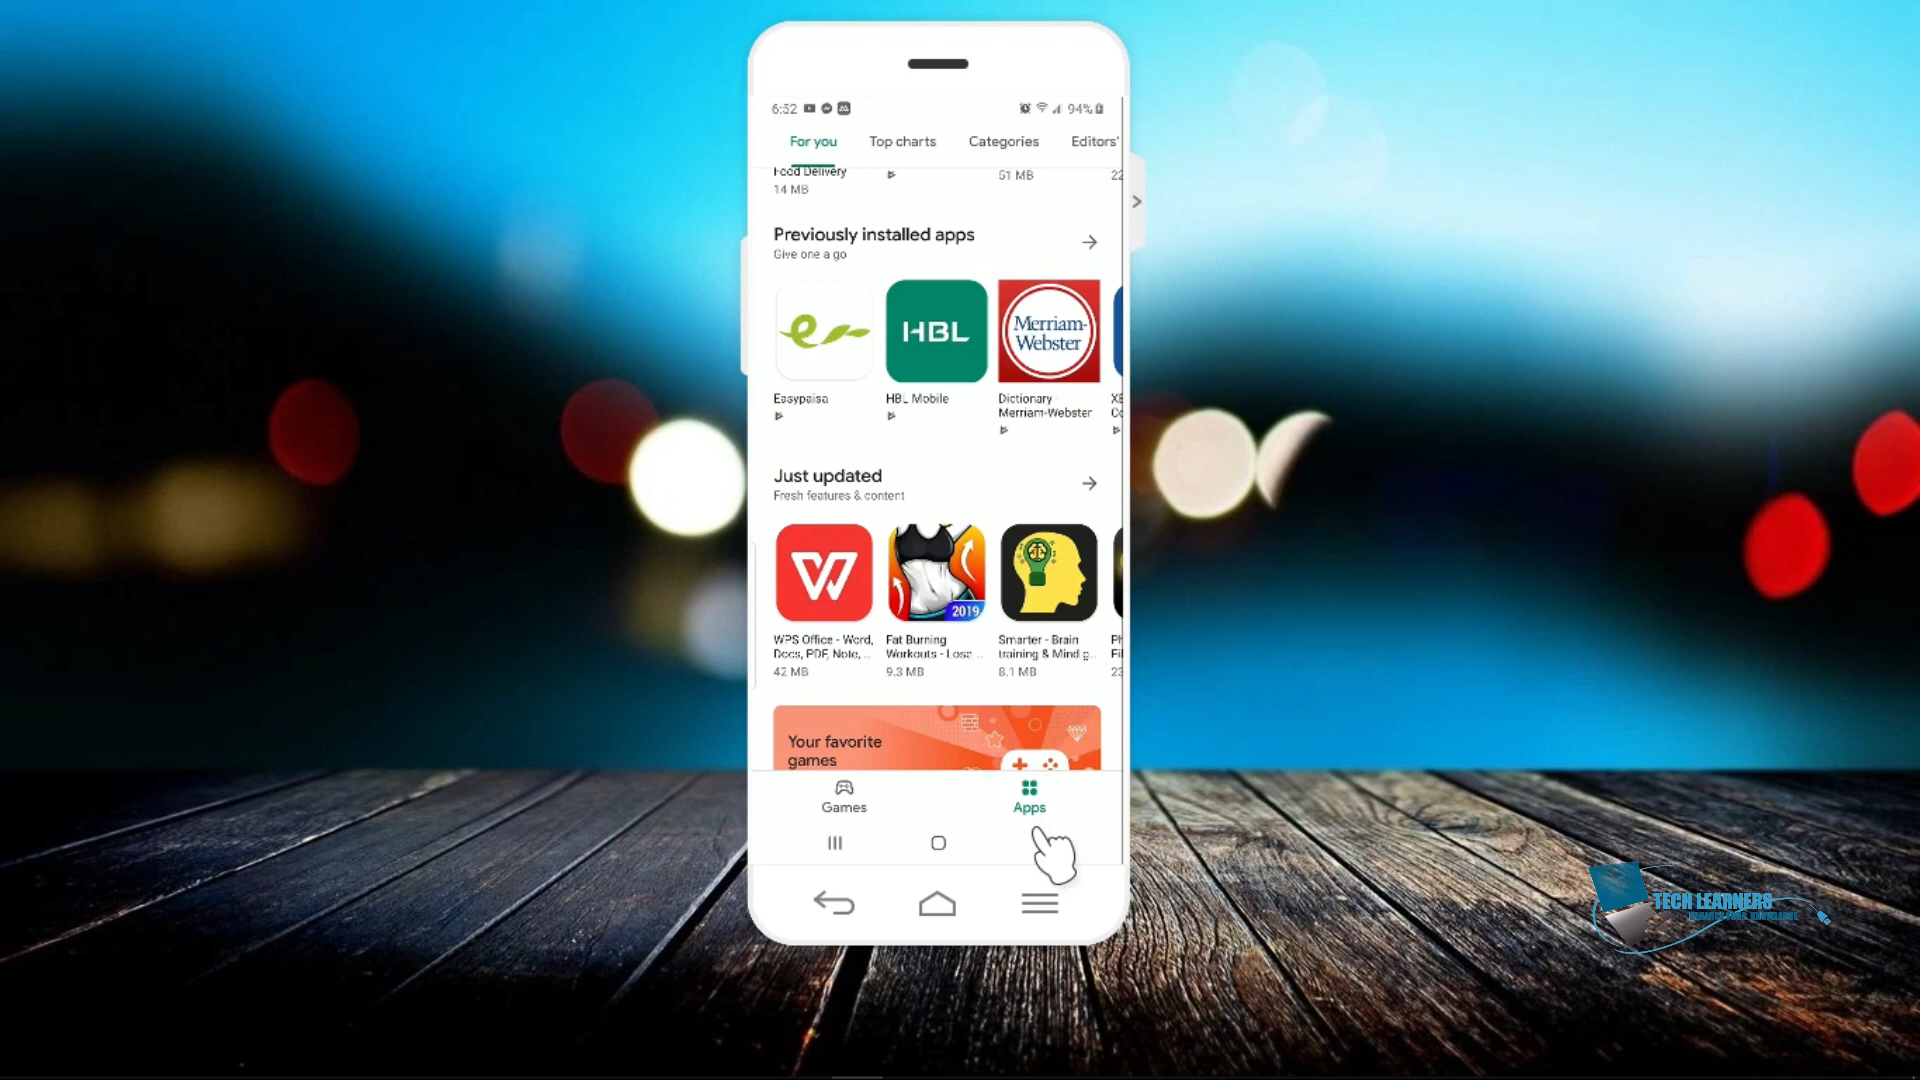 6:52
94%
For you
Top charts
Categories
Editors'
Food Delivery
14 MB
51 MB
22
Previously installed apps
Give one a go
HBL
Merriam-
Webster
Easypaisa
HBL Mobile
Dictionary
Merriam-Webster
XE
Just updated
Fresh features & content
W
2019
WPS Office - Word,
Docs, PDF, Note, ...
42 MB
Fat Burning
Workouts - Lose ...
9.3 MB
Smarter - Brain
training & Mind g...
8.1 MB
23
Your favorite
games
Games
Apps
TECH LEARNERS